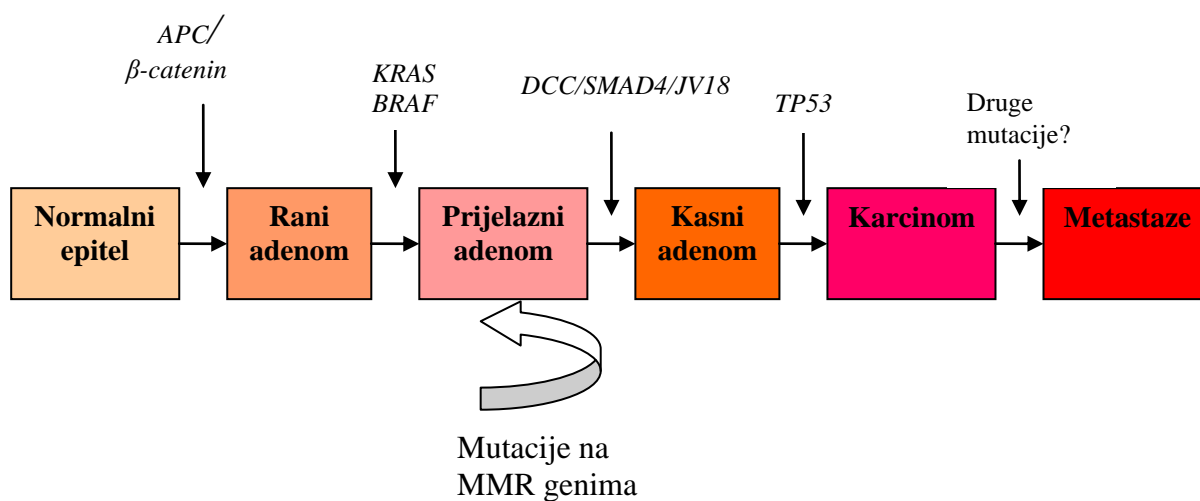 APC/
β-catenin
KRAS
BRAF
DCC/SMAD4/JV18
TP53
Druge
mutacije?
Normalni
epitel
Rani
adenom
Prijelazni
adenom
Kasni
adenom
Karcinom
Metastaze
Mutacije na
MMR genima